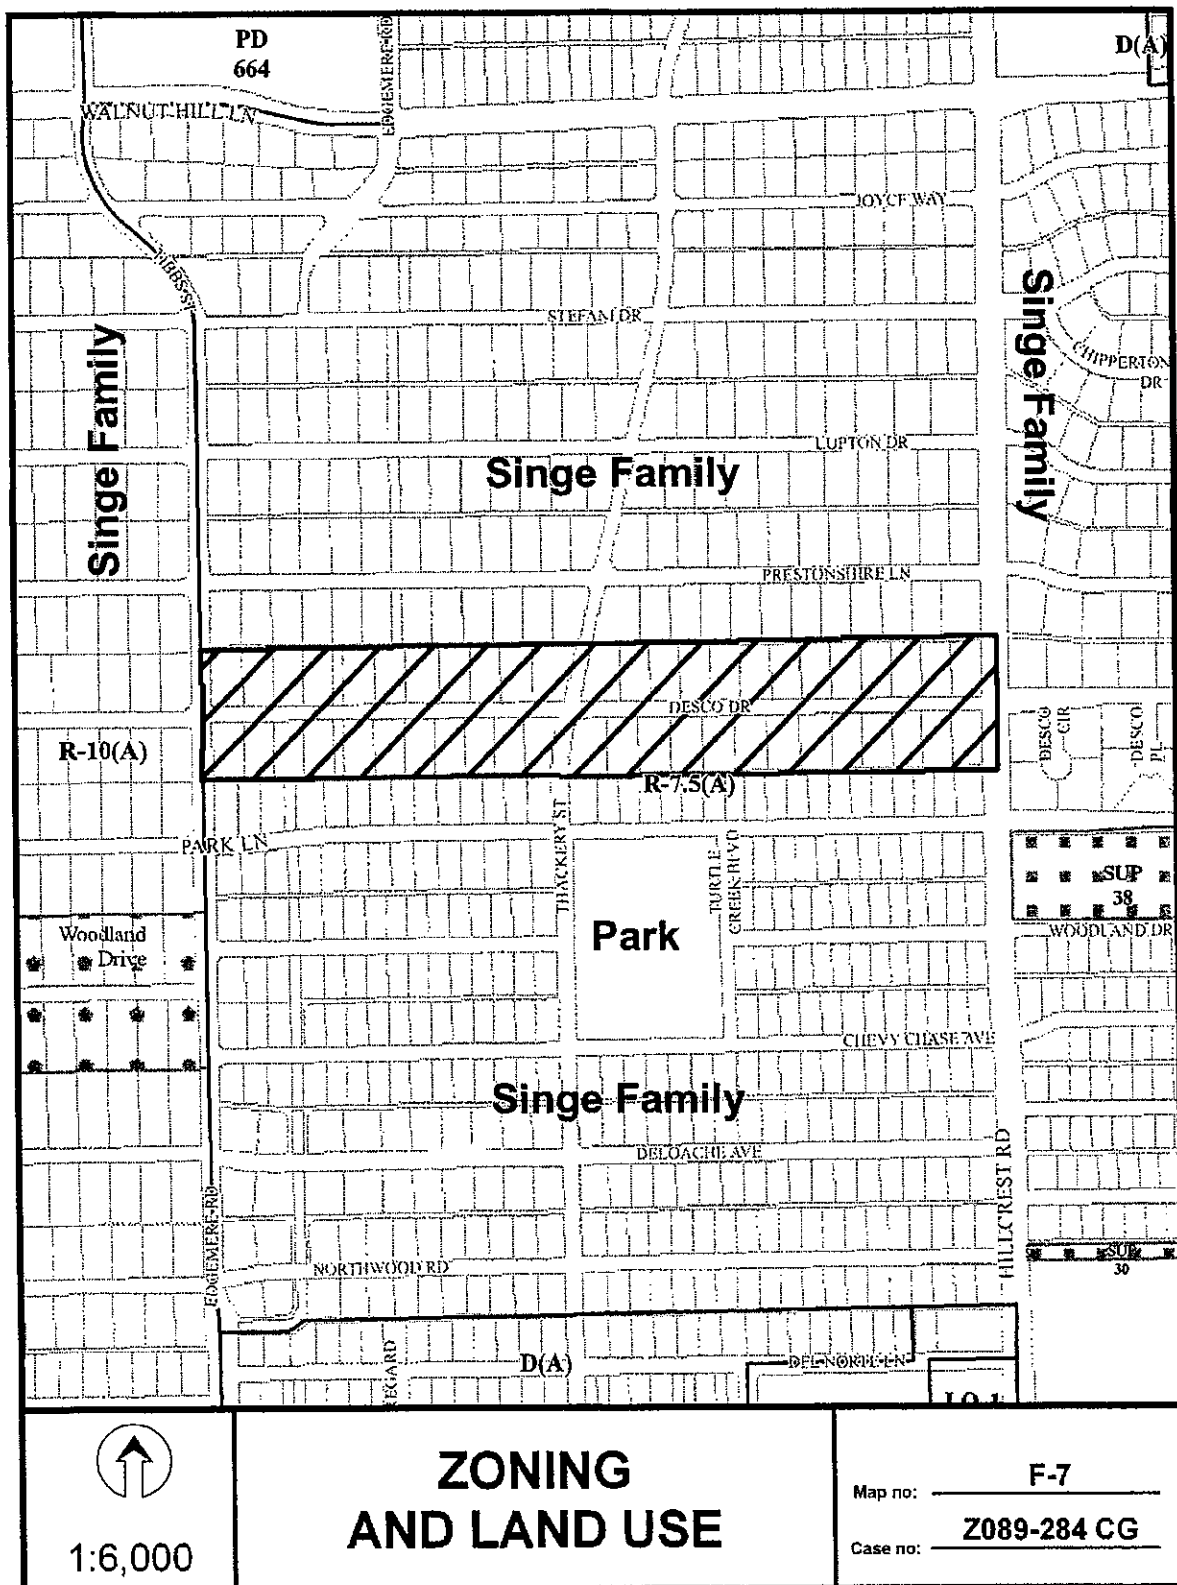 PD
664
EDGEMERE RD
D(A)
WALNUT HILL LN
JOYCE WAY
TIBBS ST
STEFANI DR
Singe Family
Singe Family
CHIPPERTON
DR
LUPTON DR
Singe Family
PRESTONSHIRE LN
DESCO DR
DESCO
CIR
DESCO
PL
R-10(A)
R-7.5(A)
PARK LN
THACKERY ST
TURTLE
CREEK BLVD
Park
SUP
38
WOODLAND DR
Woodland
Drive
CHEVY CHASE AVE
Singe Family
DELOACHE AVE
HILLCREST RD
EDGEMERE RD
NORTHWOOD RD
SUP
30
D(A)
DEL NORTE LN
1:6,000
ZONING
AND LAND USE
Map no: F-7
Case no: Z089-284 CG